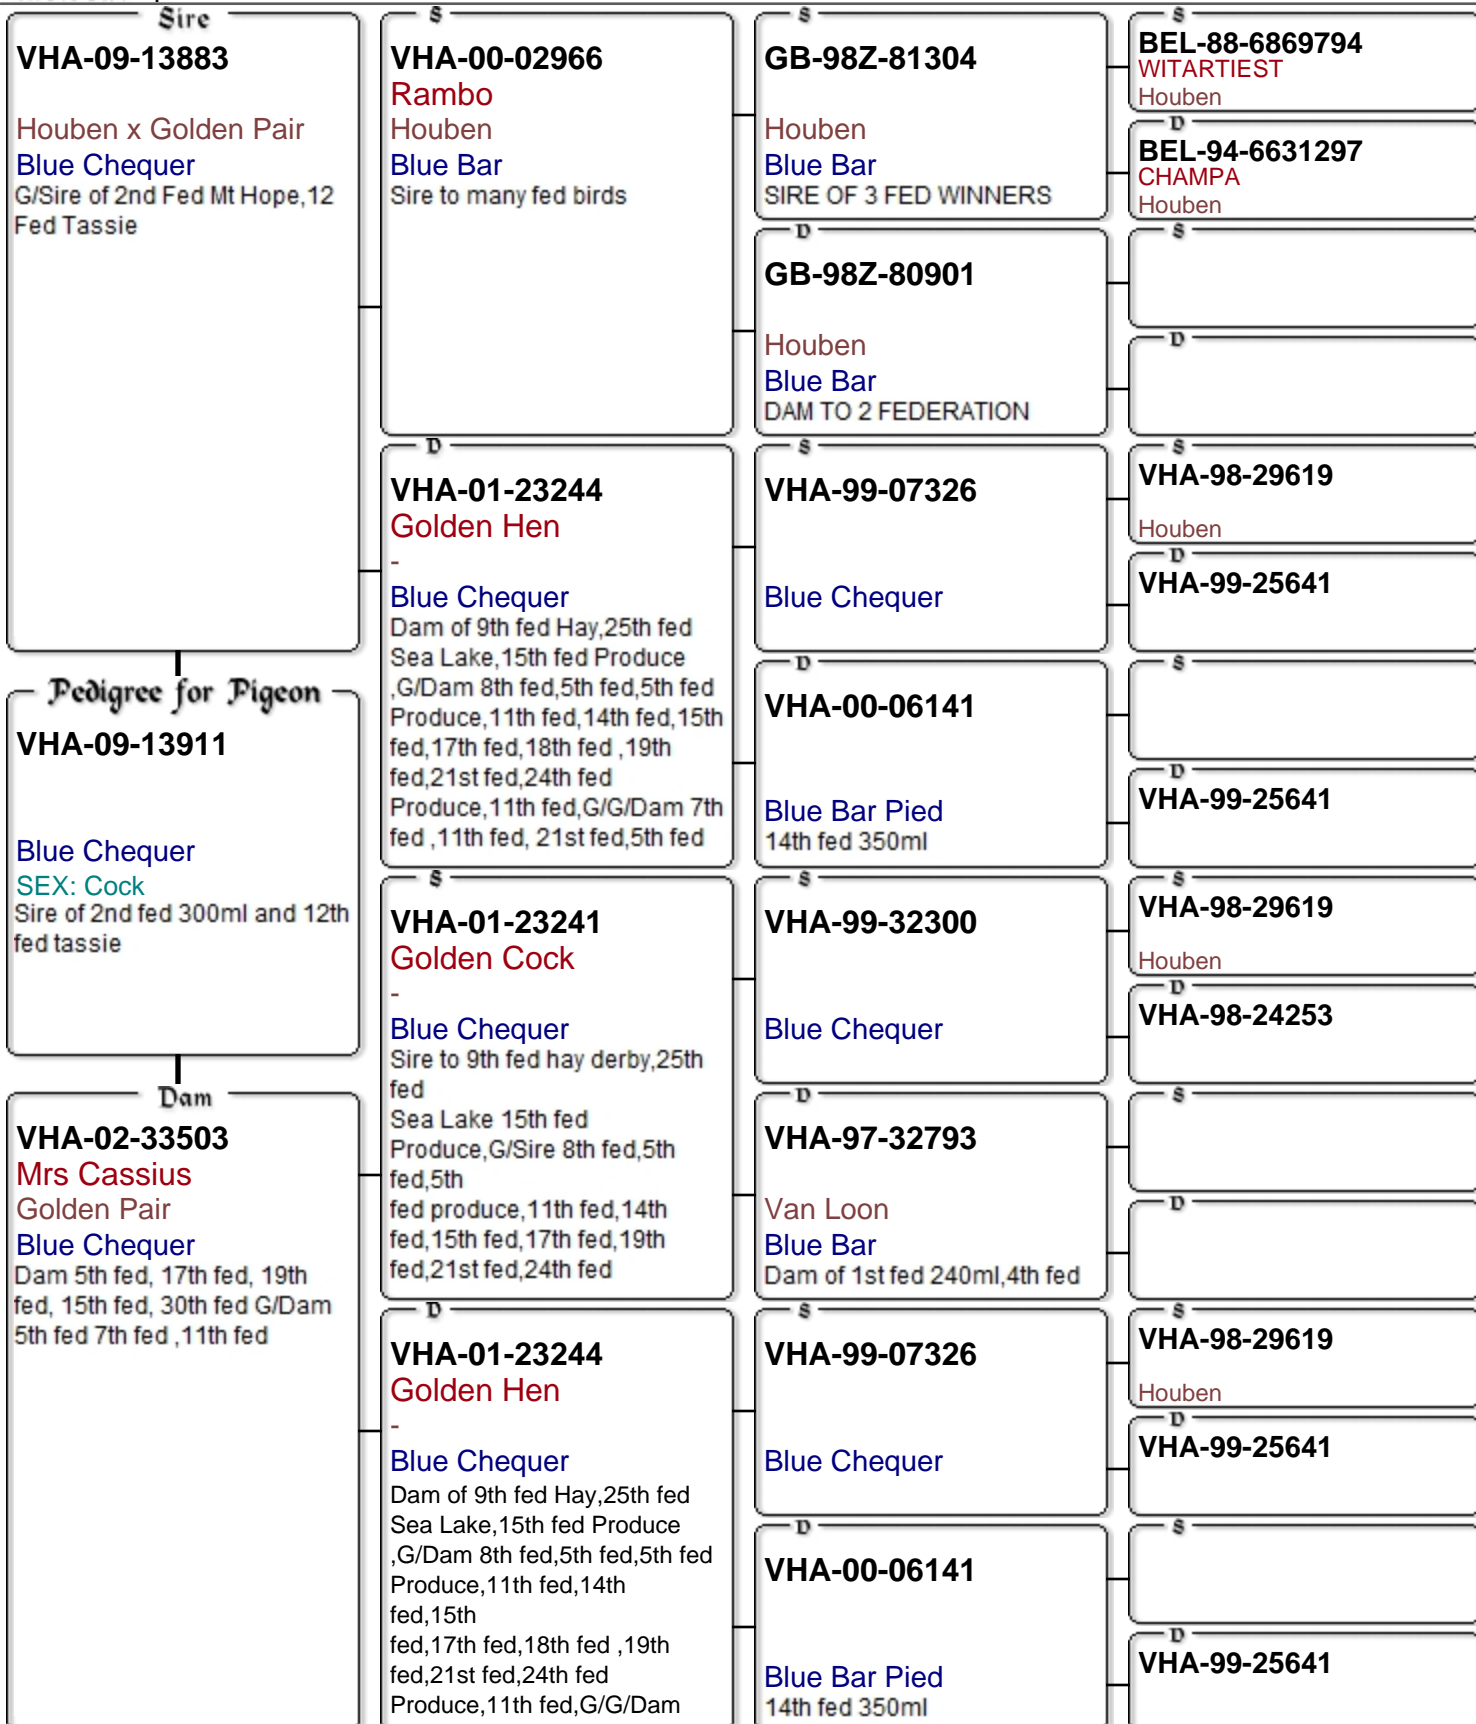 Sire
VHA-09-13883
Houben x Golden Pair
Blue Chequer
G/Sire of 2nd Fed Mt Hope,12
Fed Tassie
Pedigree for Pigeon
VHA-09-13911
Blue Chequer
SEX: Cock
Sire of 2nd fed 300ml and 12th
fed tassie
Dam
VHA-02-33503
Mrs Cassius
Golden Pair
Blue Chequer
Dam 5th fed, 17th fed, 19th
fed, 15th fed, 30th fed G/Dam
5th fed 7th fed ,11th fed
S
VHA-00-02966
Rambo
Houben
Blue Bar
Sire to many fed birds
D
VHA-01-23244
Golden Hen
-
Blue Chequer
Dam of 9th fed Hay,25th fed
Sea Lake,15th fed Produce
,G/Dam 8th fed,5th fed,5th fed
Produce,11th fed,14th fed,15th
fed,17th fed,18th fed ,19th
fed,21st fed,24th fed
Produce,11th fed,G/G/Dam 7th
fed ,11th fed, 21st fed,5th fed
S
VHA-01-23241
Golden Cock
-
Blue Chequer
Sire to 9th fed hay derby,25th
fed
Sea Lake 15th fed
Produce,G/Sire 8th fed,5th
fed,5th
fed produce,11th fed,14th
fed,15th fed,17th fed,19th
fed,21st fed,24th fed
D
VHA-01-23244
Golden Hen
-
Blue Chequer
Dam of 9th fed Hay,25th fed
Sea Lake,15th fed Produce
,G/Dam 8th fed,5th fed,5th fed
Produce,11th fed,14th
fed,15th
fed,17th fed,18th fed ,19th
fed,21st fed,24th fed
Produce,11th fed,G/G/Dam
S
GB-98Z-81304
Houben
Blue Bar
SIRE OF 3 FED WINNERS
D
GB-98Z-80901
Houben
Blue Bar
DAM TO 2 FEDERATION
S
VHA-99-07326
Blue Chequer
D
VHA-00-06141
Blue Bar Pied
14th fed 350ml
S
VHA-99-32300
Blue Chequer
D
VHA-97-32793
Van Loon
Blue Bar
Dam of 1st fed 240ml,4th fed
S
VHA-99-07326
Blue Chequer
D
VHA-00-06141
Blue Bar Pied
14th fed 350ml
S
BEL-88-6869794
WITARTIEST
Houben
D
BEL-94-6631297
CHAMPA
Houben
S
D
S
VHA-98-29619
Houben
D
VHA-99-25641
S
D
VHA-99-25641
S
VHA-98-29619
Houben
D
VHA-98-24253
S
D
S
VHA-98-29619
Houben
D
VHA-99-25641
S
D
VHA-99-25641